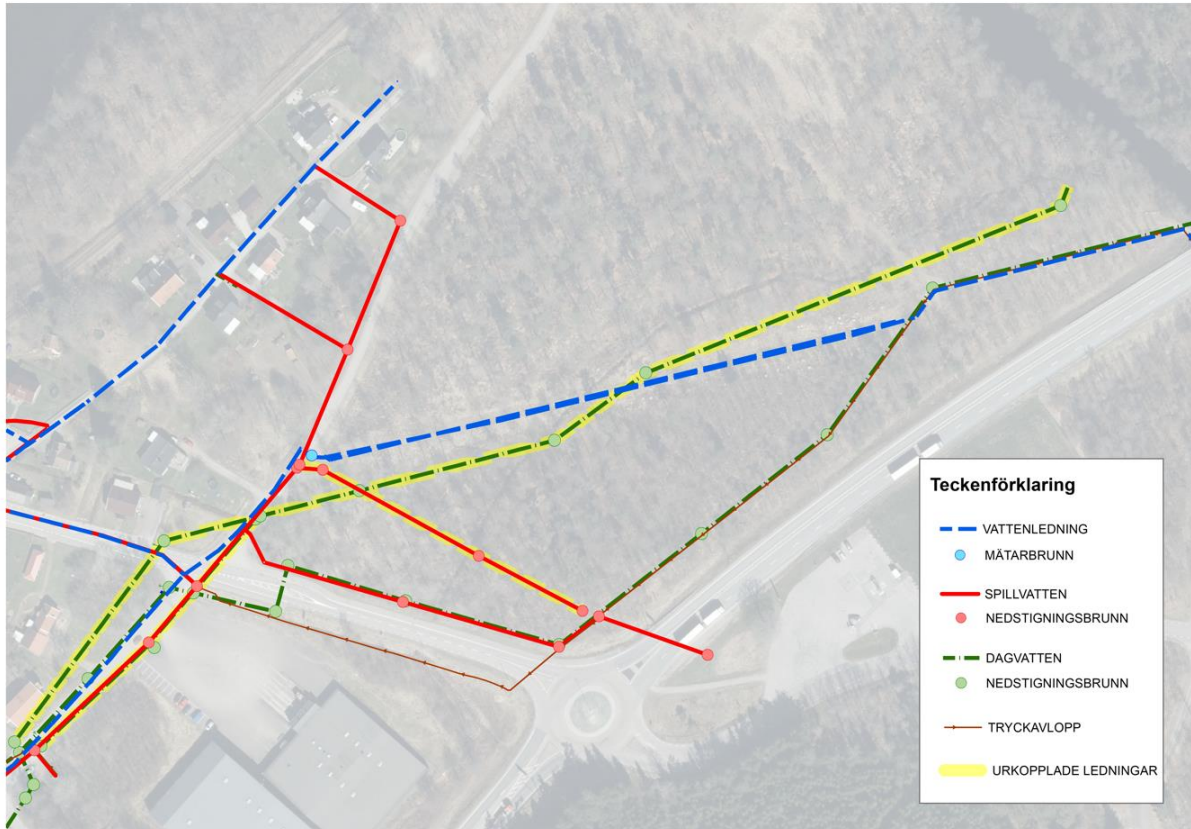 Teckenförklaring
VATTENLEDNING
MÄTARBRUNN
SPILLVATTEN
NEDSTIGNINGSBRUNN
DAGVATTEN
NEDSTIGNINGSBRUNN
TRYCKAVLOPP
URKOPPLADE LEDNINGAR